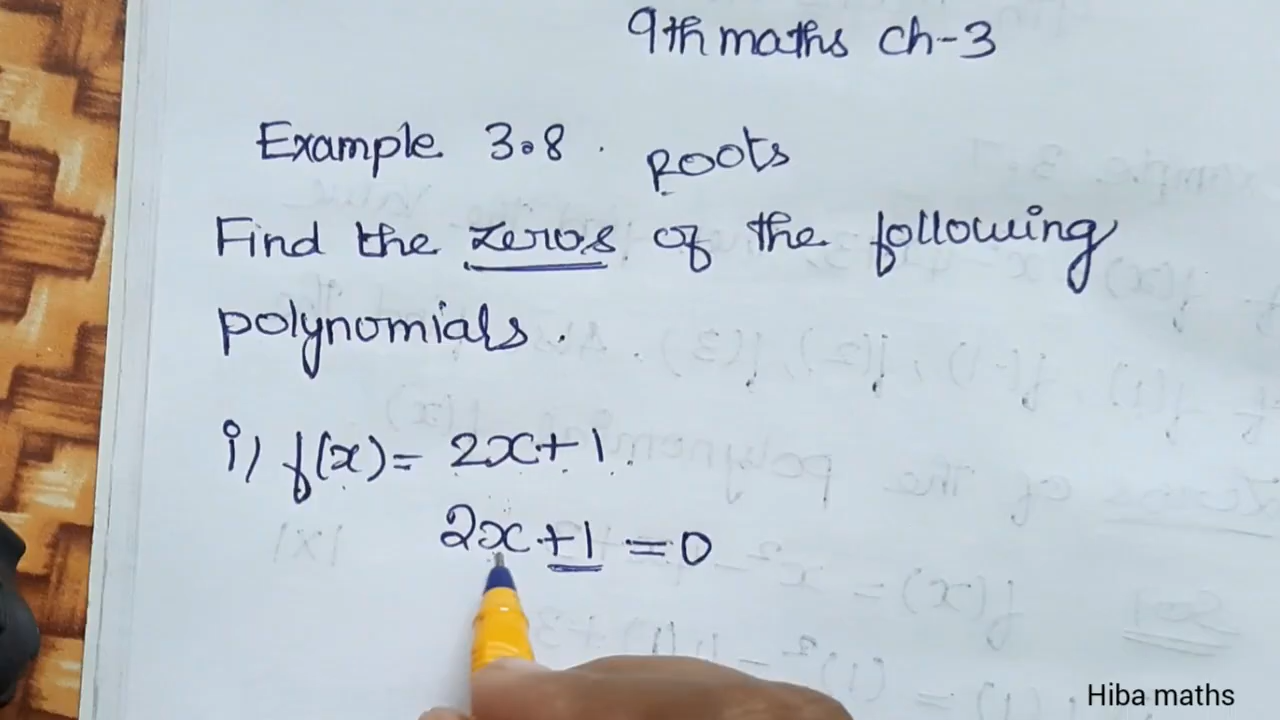 9th maths ch-3
Example 3.8. Roots
Find the zeros of the following
polynomials.
i) f(x) = 2x+1.
2x+1 = 0
Hiba maths